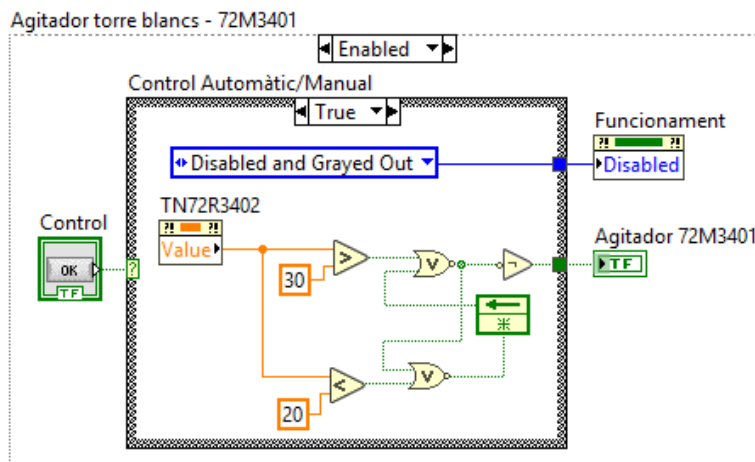 Agitador torre blancs - 72M3401
Enabled
Control Automàtic/Manual
True
Disabled and Grayed Out
Funcionament
?! ?!
Disabled
TN72R3402
?! ?!
Value
Control
OK
TF
?
>
30
V
¬
Agitador 72M3401
TF
<
20
V